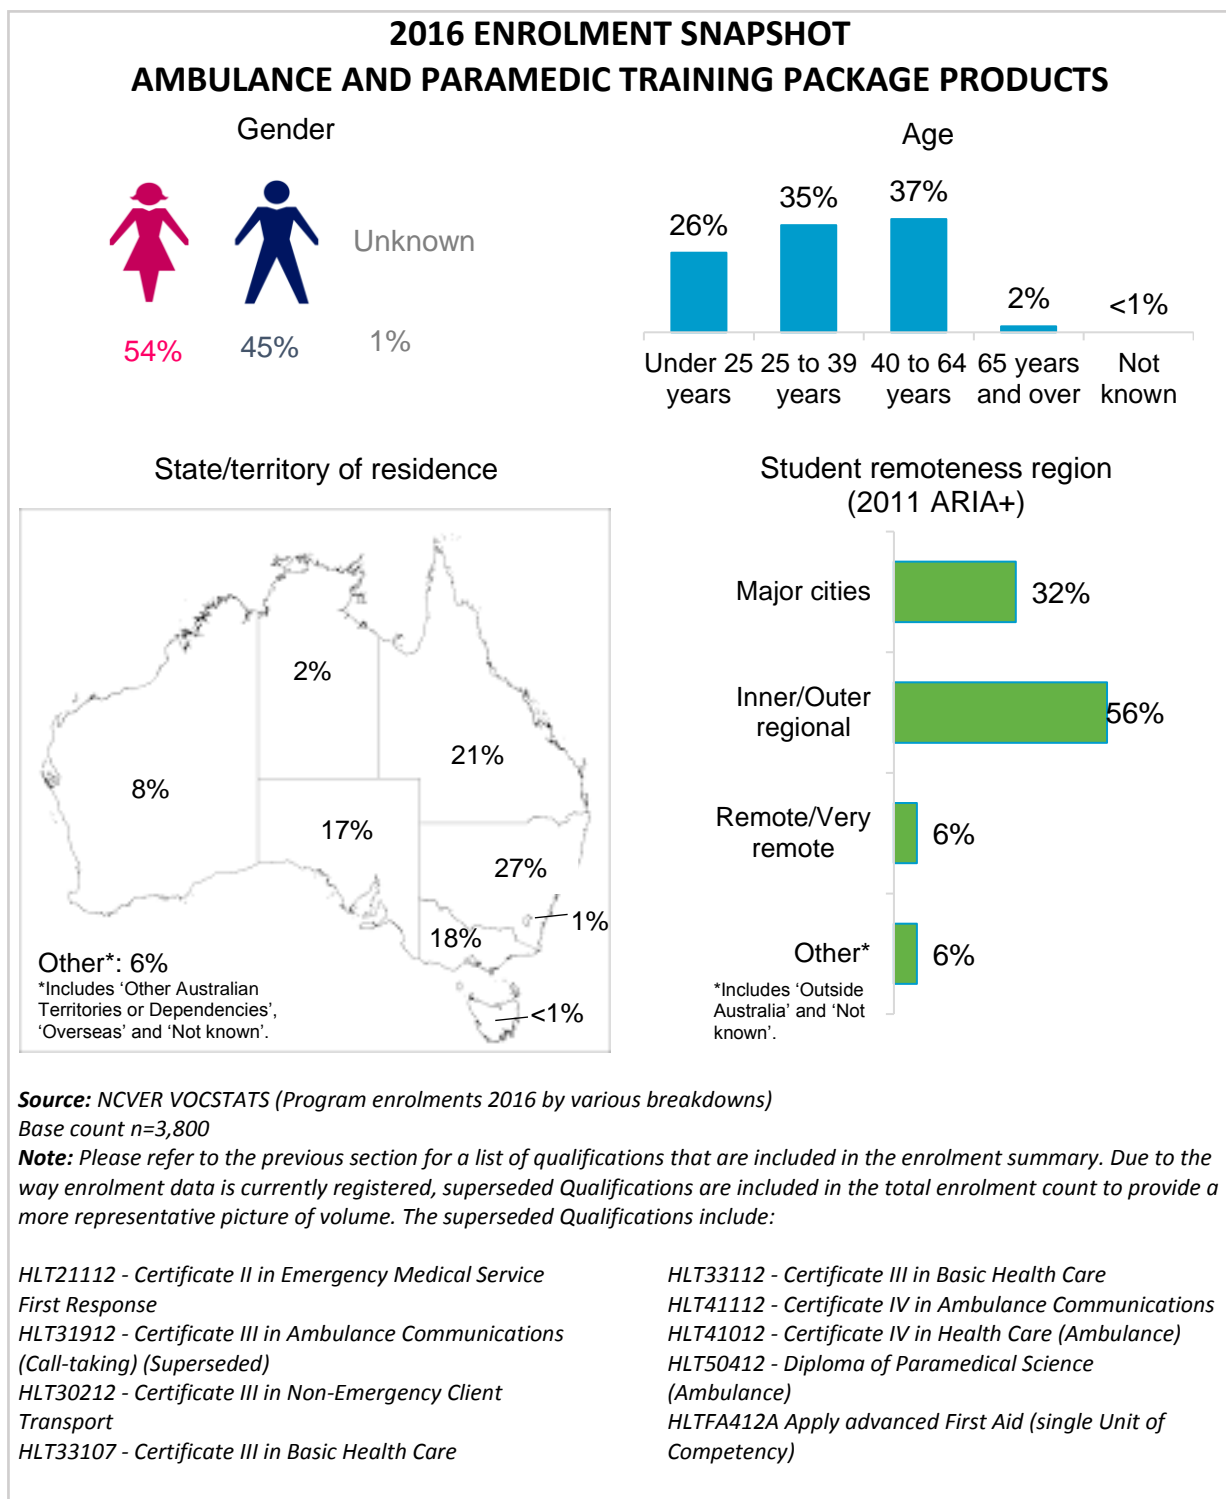 2016 ENROLMENT SNAPSHOT
AMBULANCE AND PARAMEDIC TRAINING PACKAGE PRODUCTS
Gender
Unknown
54%
45%
1%
Age
26%
35%
37%
2%
<1%
Under 25
years
25 to 39
years
40 to 64
years
65 years
and over
Not
known
State/territory of residence
2%
21%
8%
17%
27%
1%
18%
<1%
Other*: 6%
*Includes ‘Other Australian
Territories or Dependencies’,
‘Overseas’ and ‘Not known’.
Student remoteness region
(2011 ARIA+)
Major cities
32%
Inner/Outer
regional
56%
Remote/Very
remote
6%
Other*
6%
*Includes ‘Outside
Australia’ and ‘Not
known’.
Source: NCVER VOCSTATS (Program enrolments 2016 by various breakdowns)
Base count n=3,800
Note: Please refer to the previous section for a list of qualifications that are included in the enrolment summary. Due to the
way enrolment data is currently registered, superseded Qualifications are included in the total enrolment count to provide a
more representative picture of volume. The superseded Qualifications include:
HLT21112 - Certificate II in Emergency Medical Service
First Response
HLT31912 - Certificate III in Ambulance Communications
(Call-taking) (Superseded)
HLT30212 - Certificate III in Non-Emergency Client
Transport
HLT33107 - Certificate III in Basic Health Care
HLT33112 - Certificate III in Basic Health Care
HLT41112 - Certificate IV in Ambulance Communications
HLT41012 - Certificate IV in Health Care (Ambulance)
HLT50412 - Diploma of Paramedical Science
(Ambulance)
HLTFA412A Apply advanced First Aid (single Unit of
Competency)